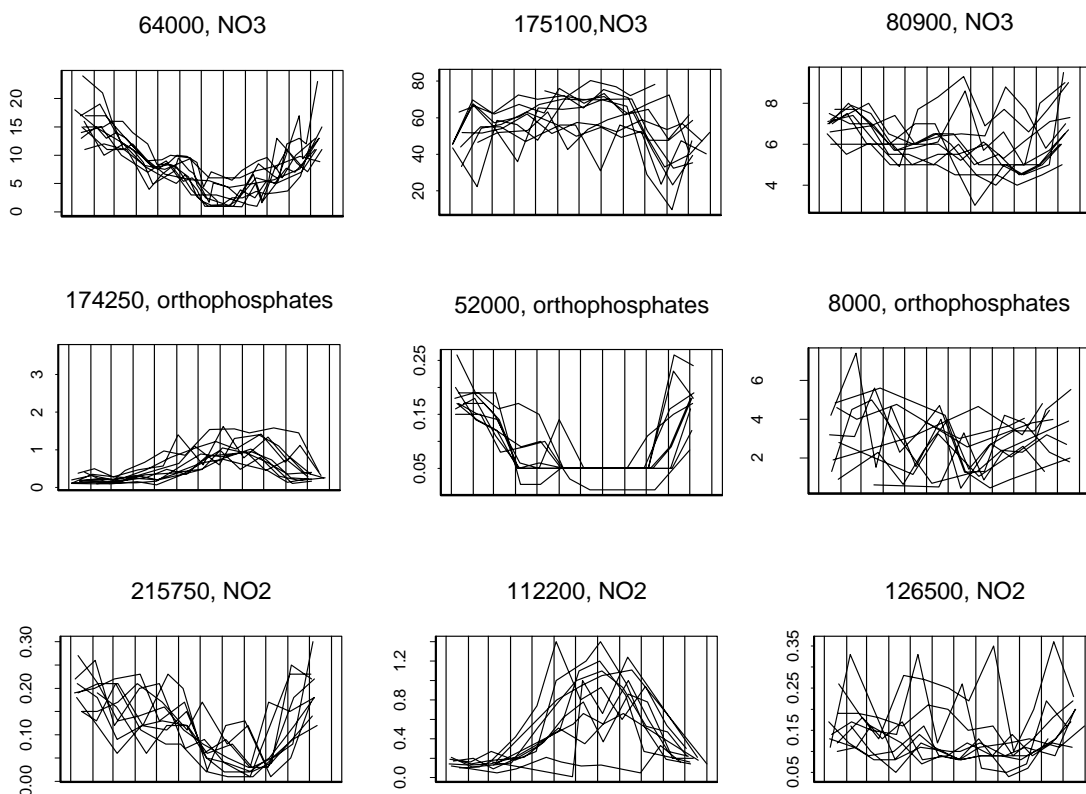 64000, NO3
175100,NO3
80900, NO3
0 5 10 15 20
20 40 60 80
4 6 8
174250, orthophosphates
52000, orthophosphates
8000, orthophosphates
0 1 2 3
0.05 0.15 0.25
2 4 6
215750, NO2
112200, NO2
126500, NO2
0.00 0.10 0.20 0.30
0.0 0.4 0.8 1.2
0.05 0.15 0.25 0.35